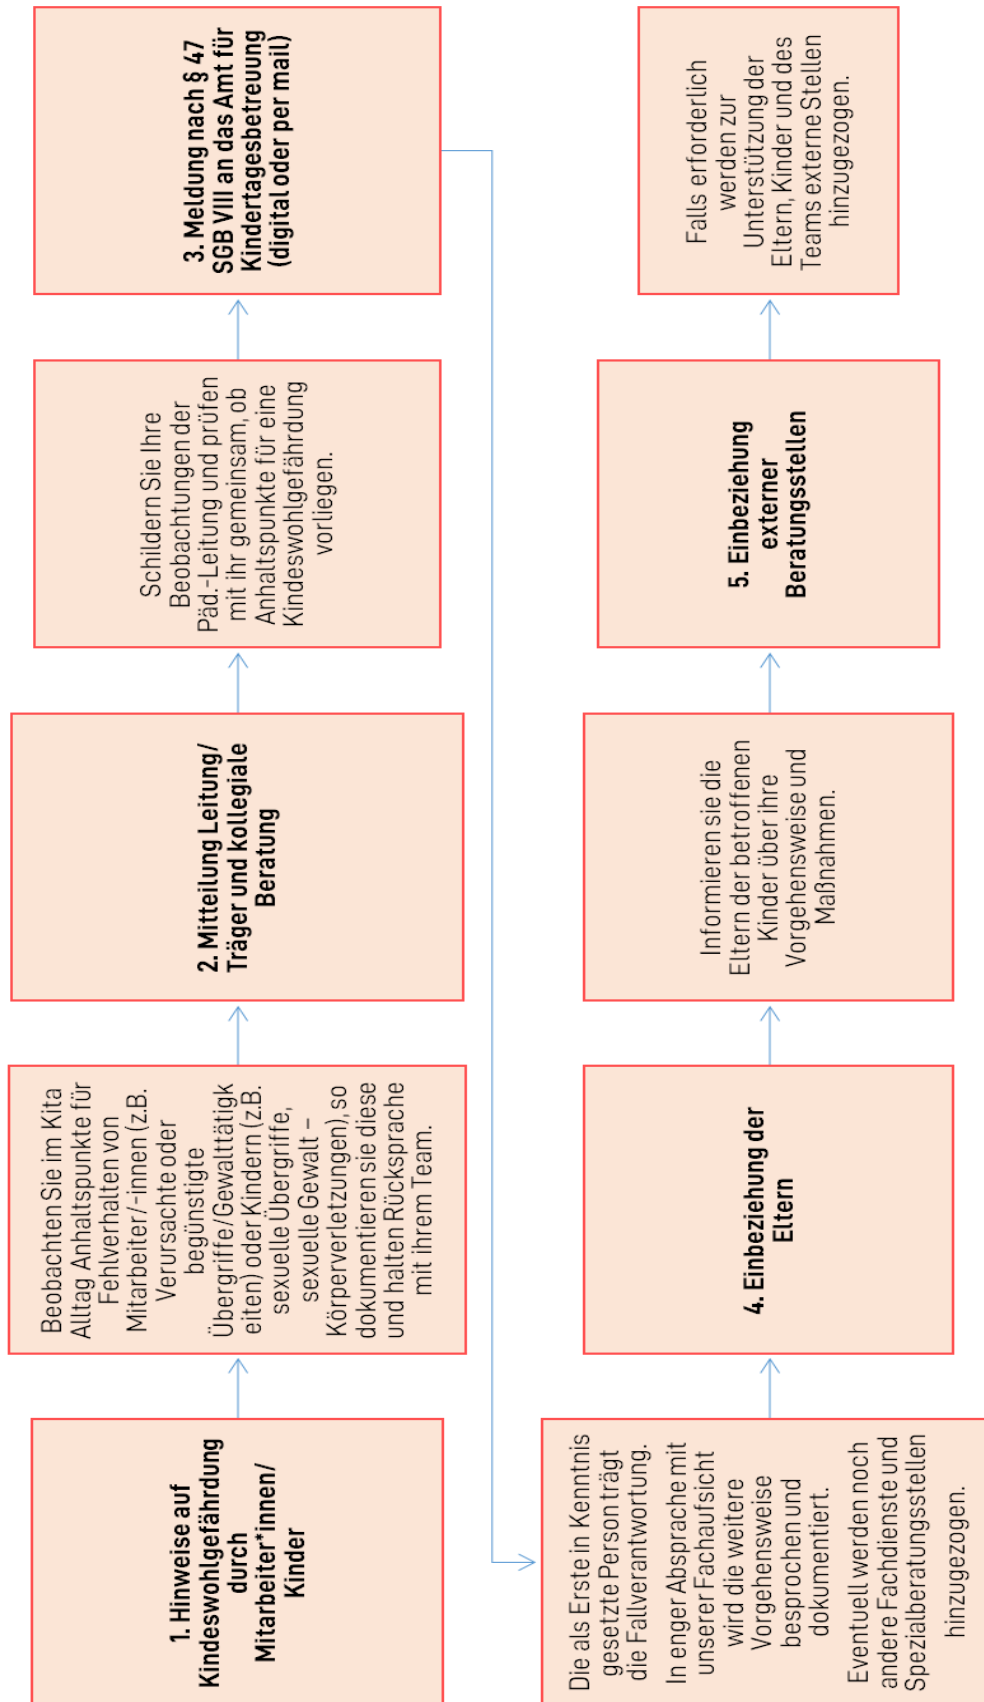 1. Hinweise auf
Kindeswohlgefährdung
durch
Mitarbeiter*innen/
Kinder
Beobachten Sie im Kita
Alltag Anhaltspunkte für
Fehlverhalten von
Mitarbeiter/-innen (z.B.
Verursachte oder
begünstigte
Übergriffe/Gewalttätigk
eiten) oder Kindern (z.B.
sexuelle Übergriffe,
sexuelle Gewalt –
Körperverletzungen), so
dokumentieren sie diese
und halten Rücksprache
mit ihrem Team.
2. Mitteilung Leitung/
Träger und kollegiale
Beratung
Schildern Sie Ihre
Beobachtungen der
Päd.-Leitung und prüfen
mit ihr gemeinsam, ob
Anhaltspunkte für eine
Kindeswohlgefährdung
vorliegen.
3. Meldung nach § 47
SGB VIII an das Amt für
Kindertagesbetreuung
(digital oder per mail)
Die als Erste in Kenntnis
gesetzte Person trägt
die Fallverantwortung.
In enger Absprache mit
unserer Fachaufsicht
wird die weitere
Vorgehensweise
besprochen und
dokumentiert.
Eventuell werden noch
andere Fachdienste und
Spezialberatungsstellen
hinzugezogen.
4. Einbeziehung der
Eltern
Informieren sie die
Eltern der betroffenen
Kinder über ihre
Vorgehensweise und
Maßnahmen.
5. Einbeziehung
externer
Beratungsstellen
Falls erforderlich
werden zur
Unterstützung der
Eltern, Kinder und des
Teams externe Stellen
hinzugezogen.